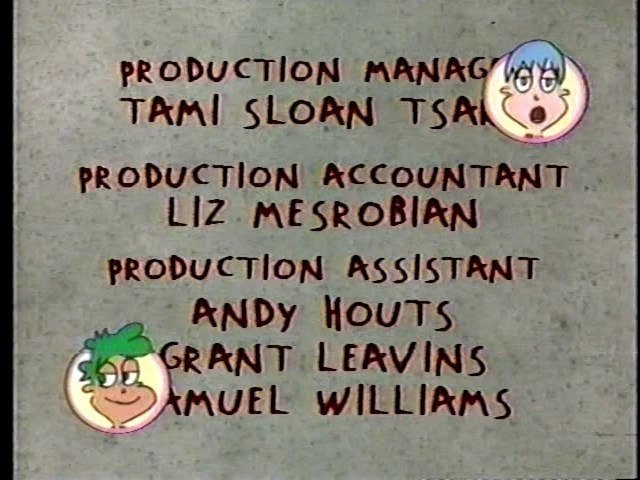 PRODUCTION MANAG
TAMI SLOAN TSA
PRODUCTION ACCOUNTANT
LIZ MESROBIAN
PRODUCTION ASSISTANT
ANDY HOUTS
GRANT LEAVINS
AMUEL WILLIAMS